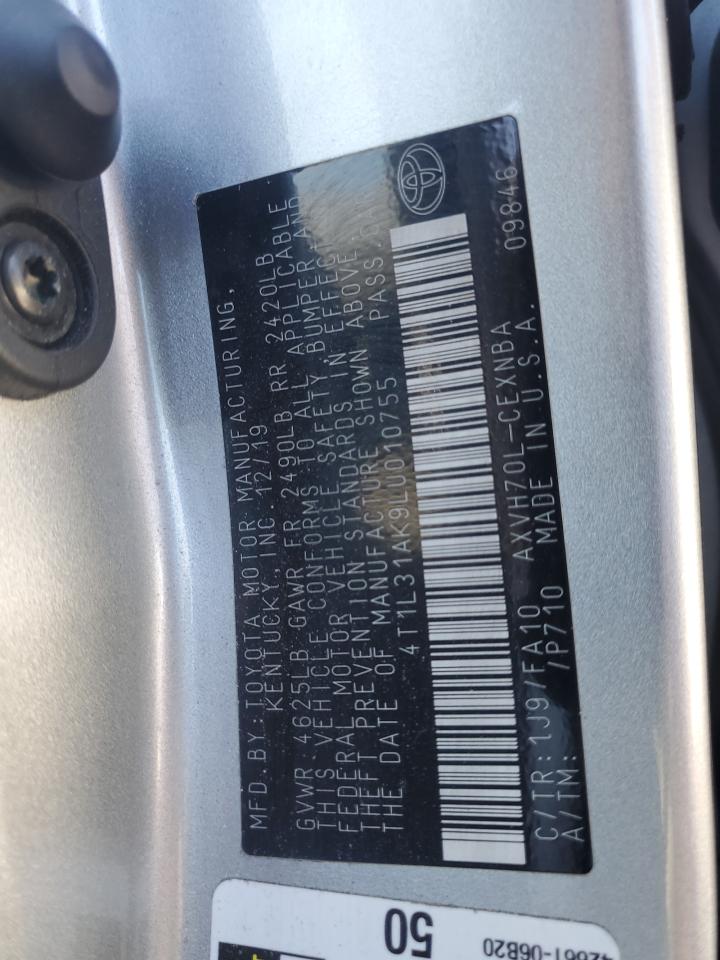 MFD. BY: TOYOTA MOTOR MANUFACTURING,
KENTUCKY, INC. 12/19
GVWR: 4625LB GAWR FR 2490LB RR 2420LB
THIS VEHICLE CONFORMS TO ALL APPLICABLE
FEDERAL MOTOR VEHICLE SAFETY, BUMPER, AND
THEFT PREVENTION STANDARDS IN EFFECT
THE DATE OF MANUFACTURE SHOWN ABOVE.
4T1L31AK9LU010755 PASS.
C/TR: 1J9/FA10 AXVH70L-CEXNBA 09846
A/TM: /P710 MADE IN U.S.A.
50
42661-06B20